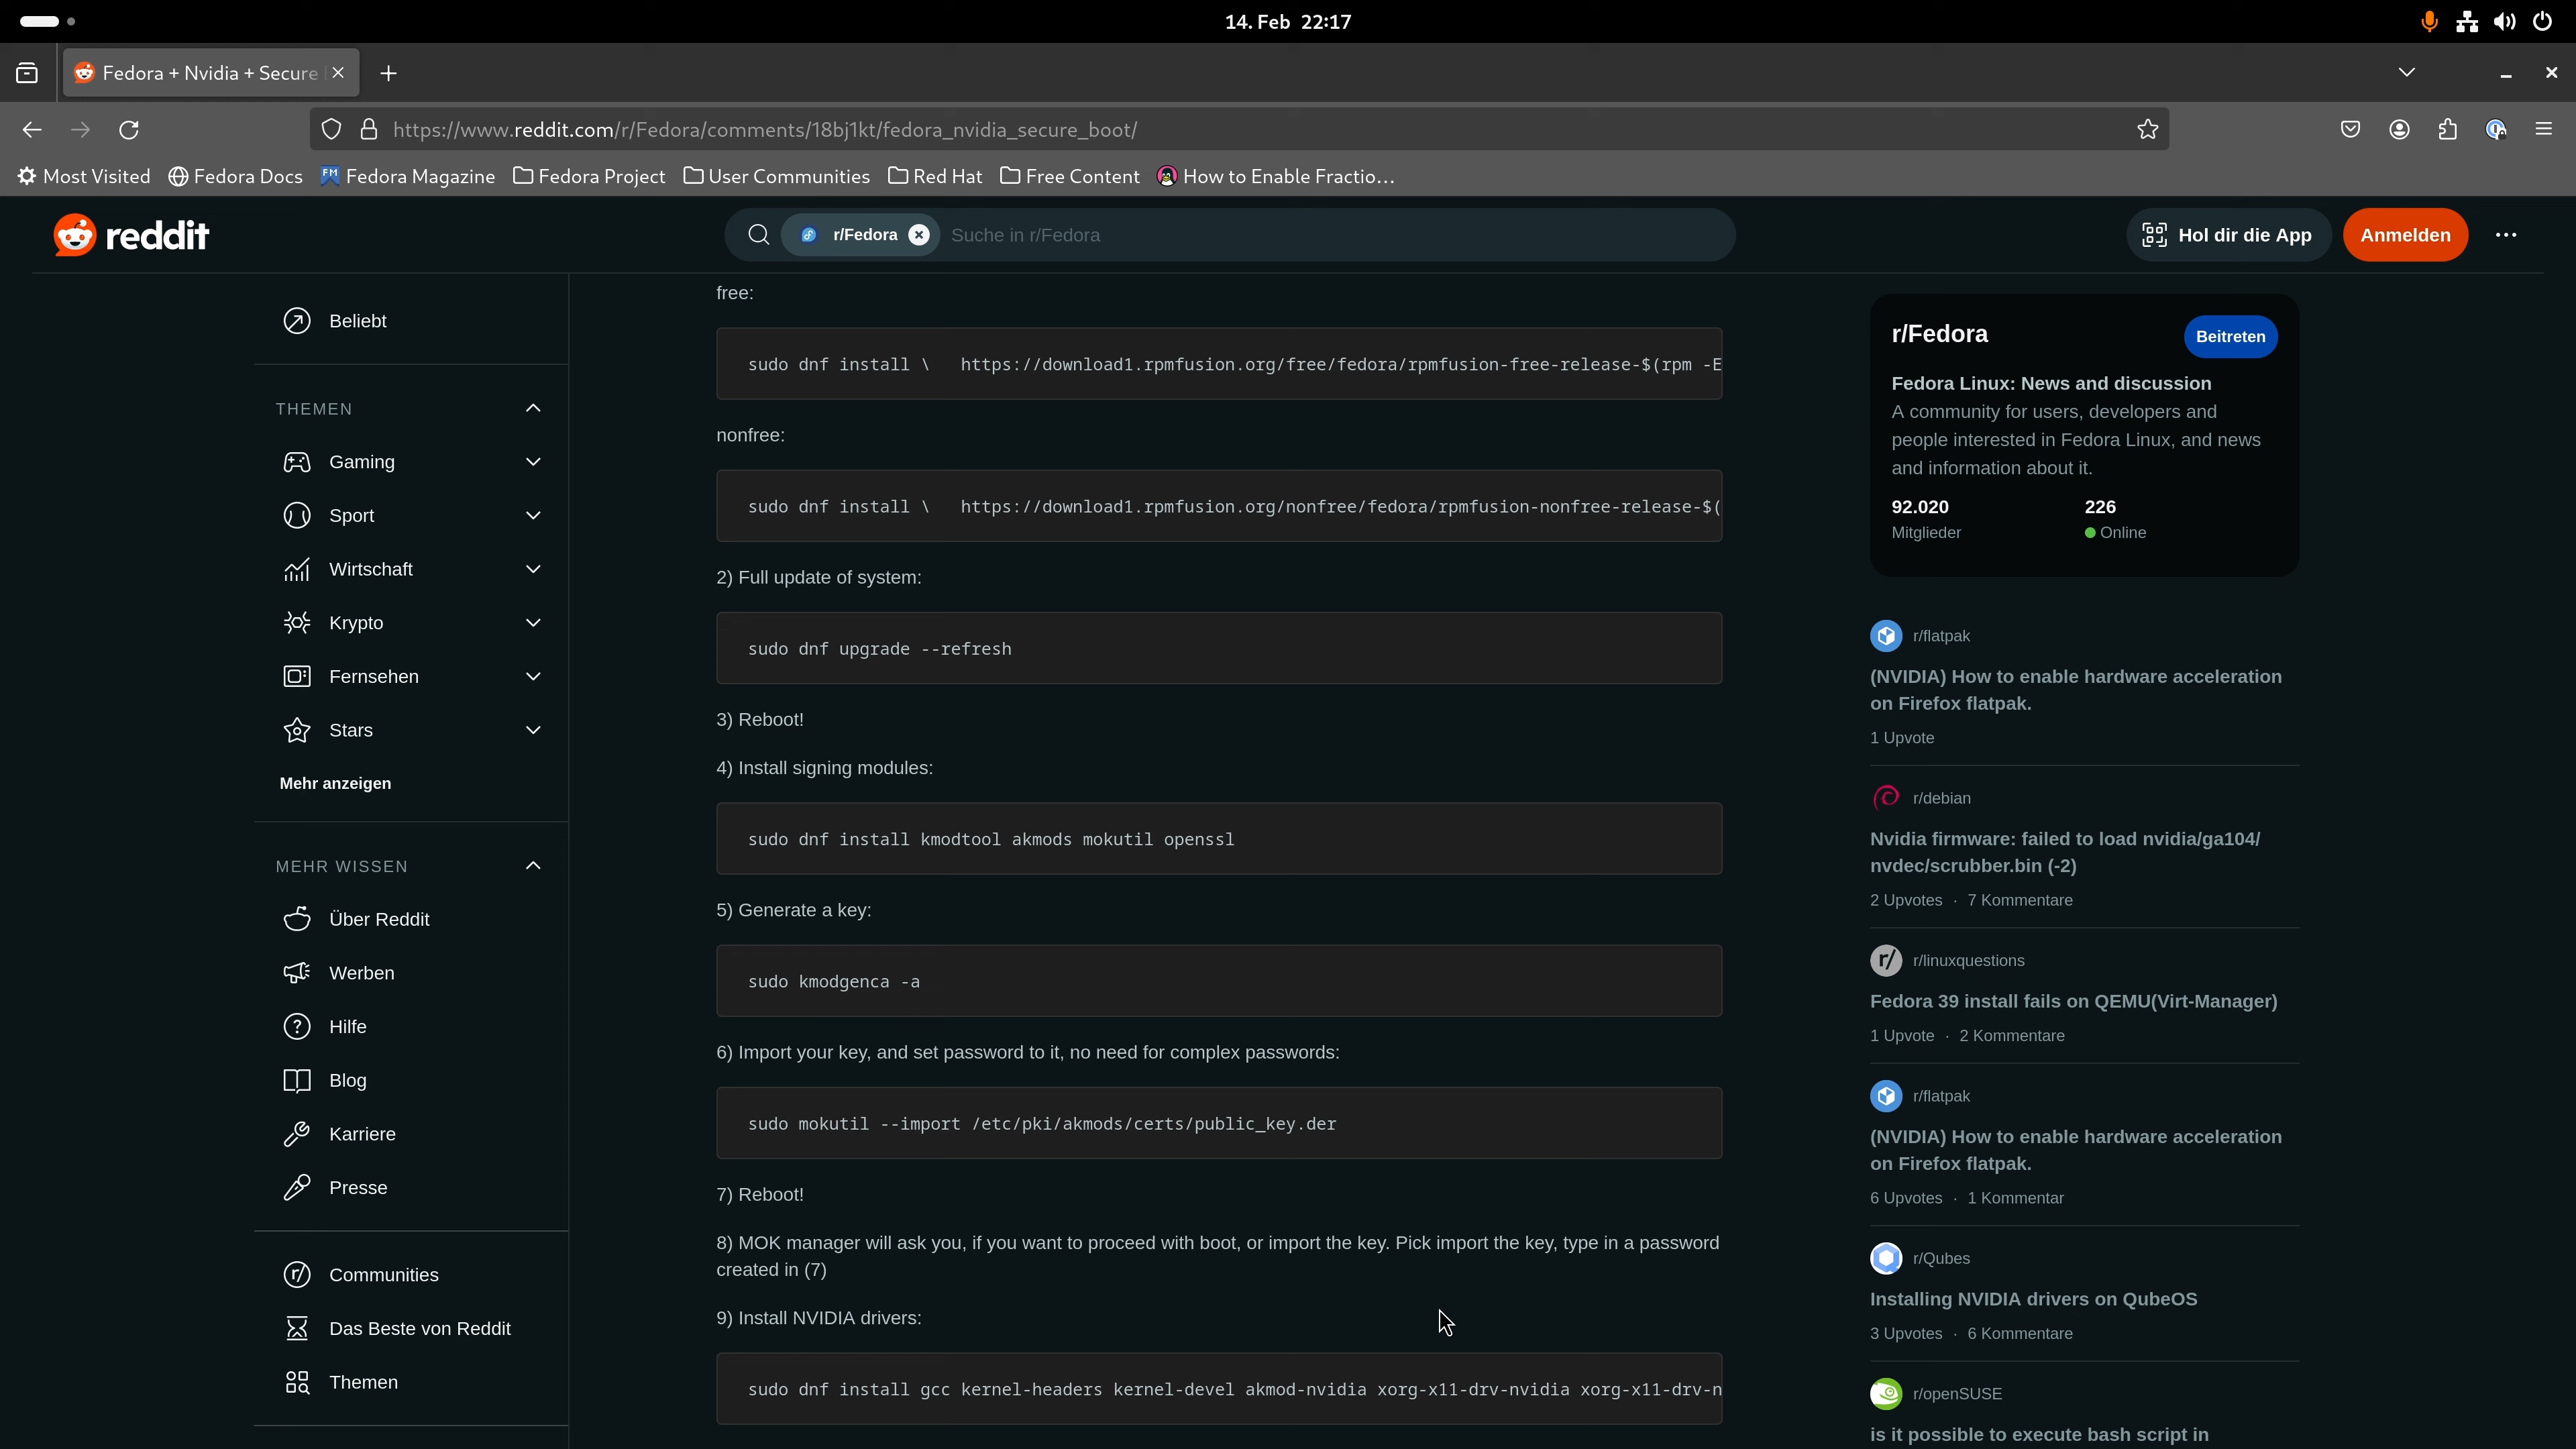 14. Feb 22:17
Fedora + Nvidia + Secure
https://www.reddit.com/r/Fedora/comments/18bj1kt/fedora_nvidia_secure_boot/
Most Visited
Fedora Docs
Fedora Magazine
Fedora Project
User Communities
Red Hat
Free Content
How to Enable Fractio…
reddit
r/Fedora
Suche in r/Fedora
Hol dir die App
Anmelden
Beliebt
THEMEN
Gaming
Sport
Wirtschaft
Krypto
Fernsehen
Stars
Mehr anzeigen
MEHR WISSEN
Über Reddit
Werben
Hilfe
Blog
Karriere
Presse
Communities
Das Beste von Reddit
Themen
free:
sudo dnf install \   https://download1.rpmfusion.org/free/fedora/rpmfusion-free-release-$(rpm -E
nonfree:
sudo dnf install \   https://download1.rpmfusion.org/nonfree/fedora/rpmfusion-nonfree-release-$(
2) Full update of system:
sudo dnf upgrade --refresh
3) Reboot!
4) Install signing modules:
sudo dnf install kmodtool akmods mokutil openssl
5) Generate a key:
sudo kmodgenca -a
6) Import your key, and set password to it, no need for complex passwords:
sudo mokutil --import /etc/pki/akmods/certs/public_key.der
7) Reboot!
8) MOK manager will ask you, if you want to proceed with boot, or import the key. Pick import the key, type in a password
created in (7)
9) Install NVIDIA drivers:
sudo dnf install gcc kernel-headers kernel-devel akmod-nvidia xorg-x11-drv-nvidia xorg-x11-drv-n
r/Fedora
Beitreten
Fedora Linux: News and discussion
A community for users, developers and
people interested in Fedora Linux, and news
and information about it.
92.020
226
Mitglieder
Online
r/flatpak
(NVIDIA) How to enable hardware acceleration
on Firefox flatpak.
1 Upvote
r/debian
Nvidia firmware: failed to load nvidia/ga104/
nvdec/scrubber.bin (-2)
2 Upvotes · 7 Kommentare
r/
r/linuxquestions
Fedora 39 install fails on QEMU(Virt-Manager)
1 Upvote · 2 Kommentare
r/flatpak
(NVIDIA) How to enable hardware acceleration
on Firefox flatpak.
6 Upvotes · 1 Kommentar
r/Qubes
Installing NVIDIA drivers on QubeOS
3 Upvotes · 6 Kommentare
r/openSUSE
is it possible to execute bash script in